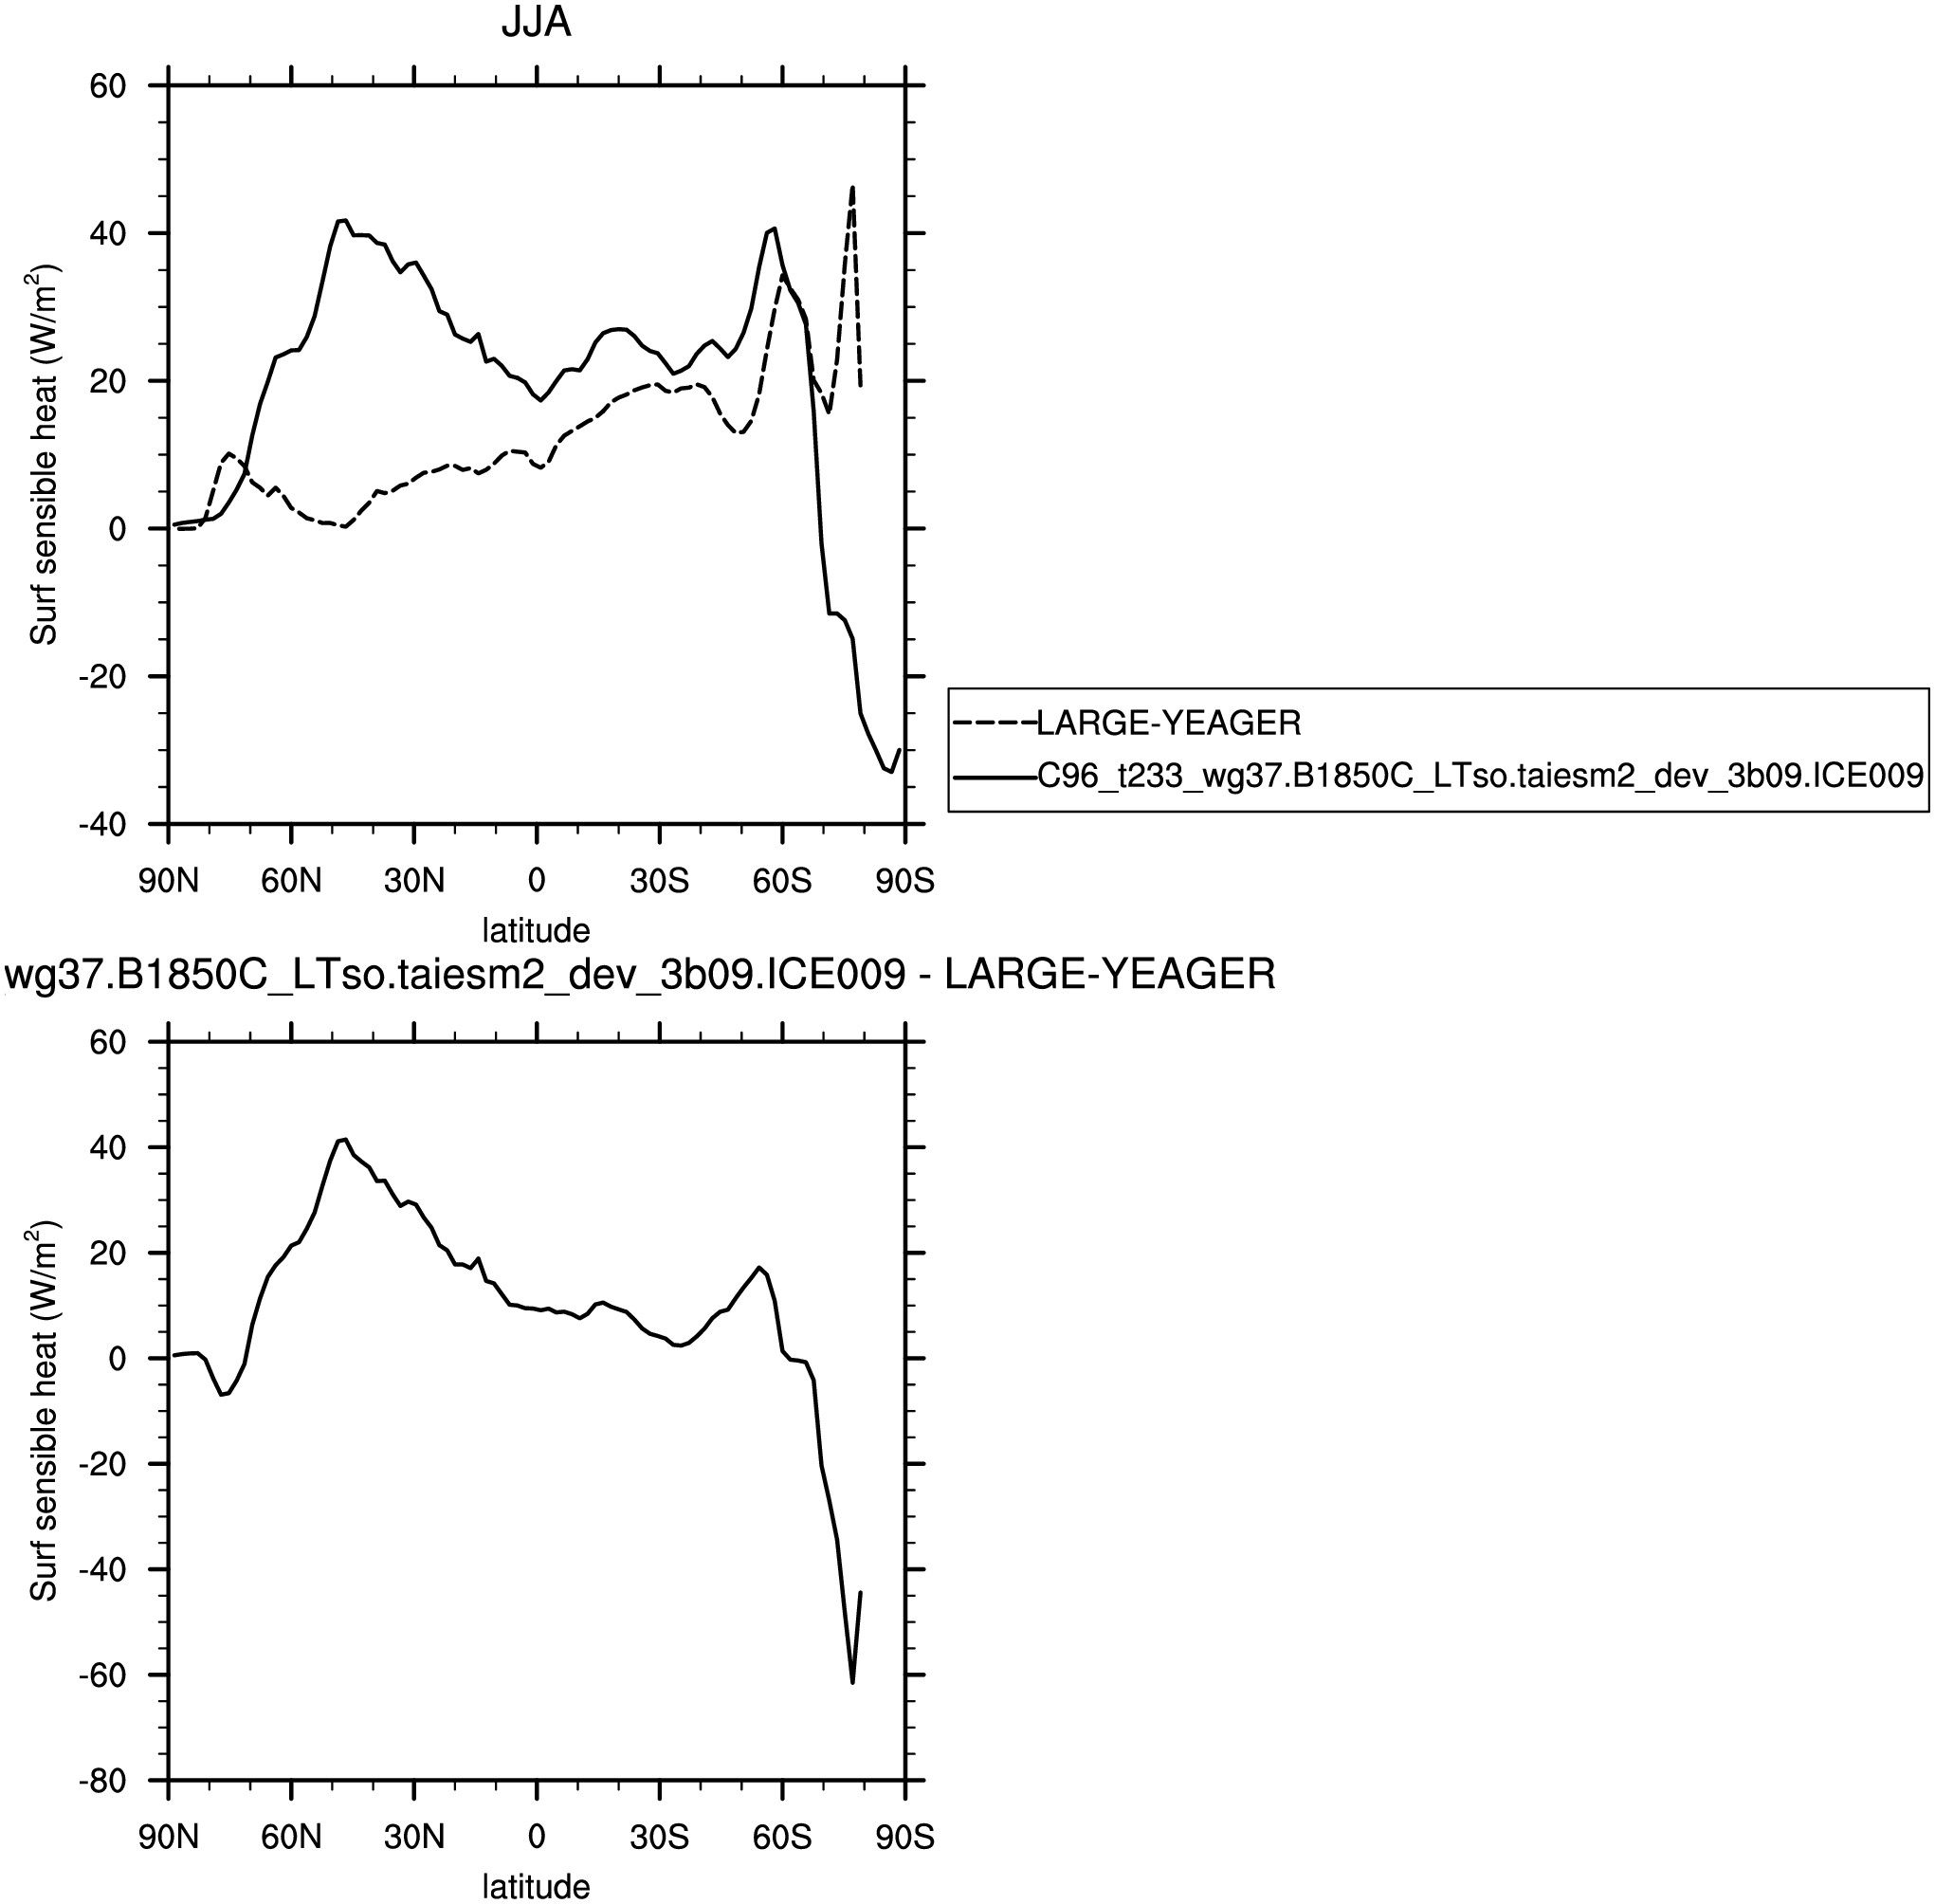 JJA
60
40
20
0
-20
-40
Surf sensible heat (W/m²)
90N 60N 30N 0 30S 60S 90S
latitude
LARGE-YEAGER
C96_t233_wg37.B1850C_LTso.taiesm2_dev_3b09.ICE009
wg37.B1850C_LTso.taiesm2_dev_3b09.ICE009 - LARGE-YEAGER
60
40
20
0
-20
-40
-60
-80
Surf sensible heat (W/m²)
90N 60N 30N 0 30S 60S 90S
latitude